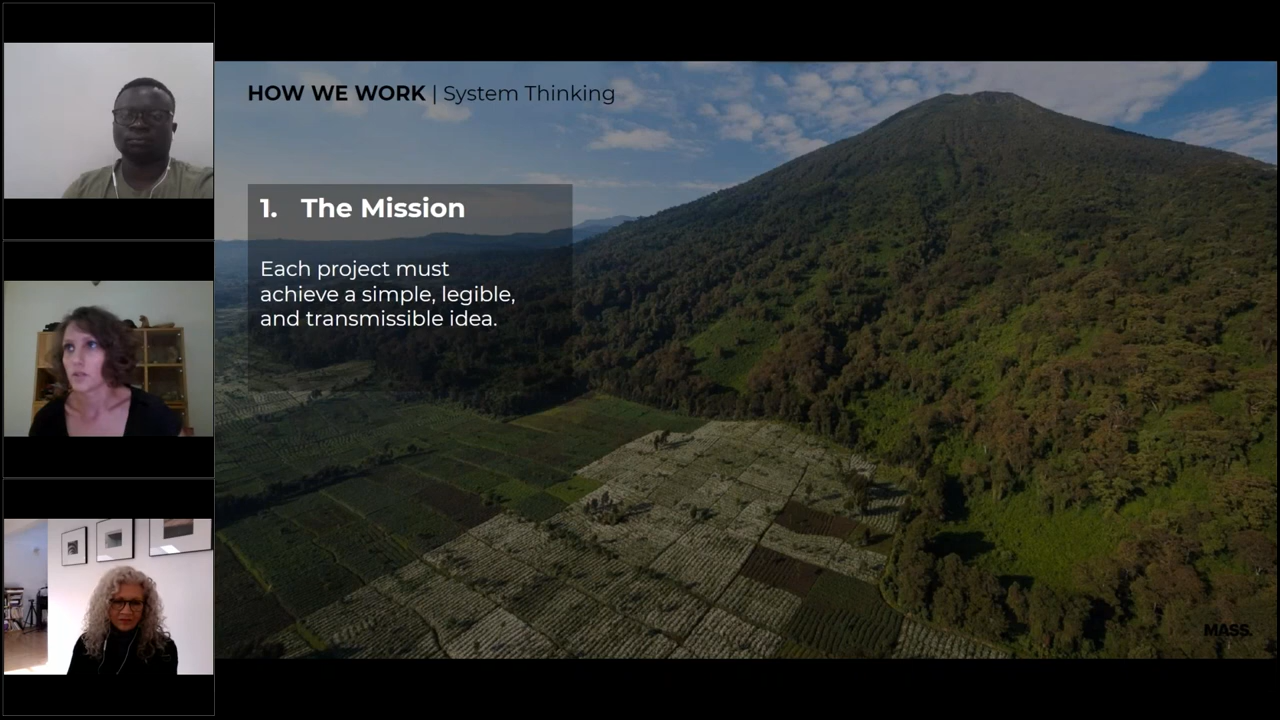 HOW WE WORK | System Thinking
1. The Mission
Each project must
achieve a simple, legible,
and transmissible idea.
MASS.